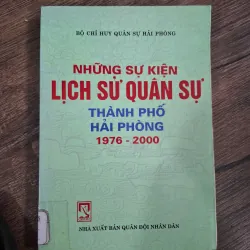 BỘ CHỈ HUY QUÂN SỰ HẢI PHÒNG
NHỮNG SỰ KIỆN
LỊCH SỬ QUÂN SỰ
THÀNH PHỐ
HẢI PHÒNG
1976 - 2000
NHÀ XUẤT BẢN QUÂN ĐỘI NHÂN DÂN